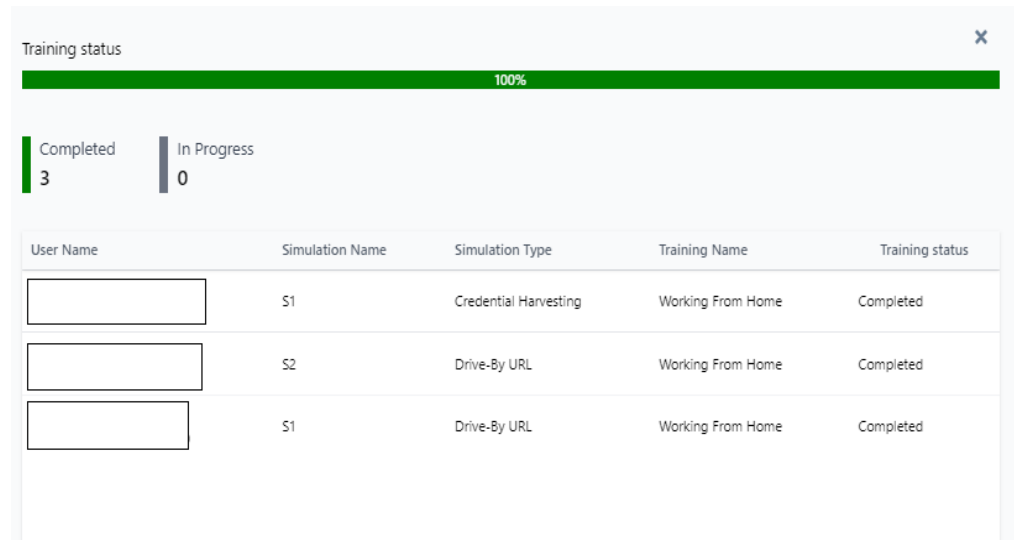 Training status
100%
Completed
3
In Progress
0
User Name Simulation Name Simulation Type Training Name Training status
S1 Credential Harvesting Working From Home Completed
S2 Drive-By URL Working From Home Completed
S1 Drive-By URL Working From Home Completed